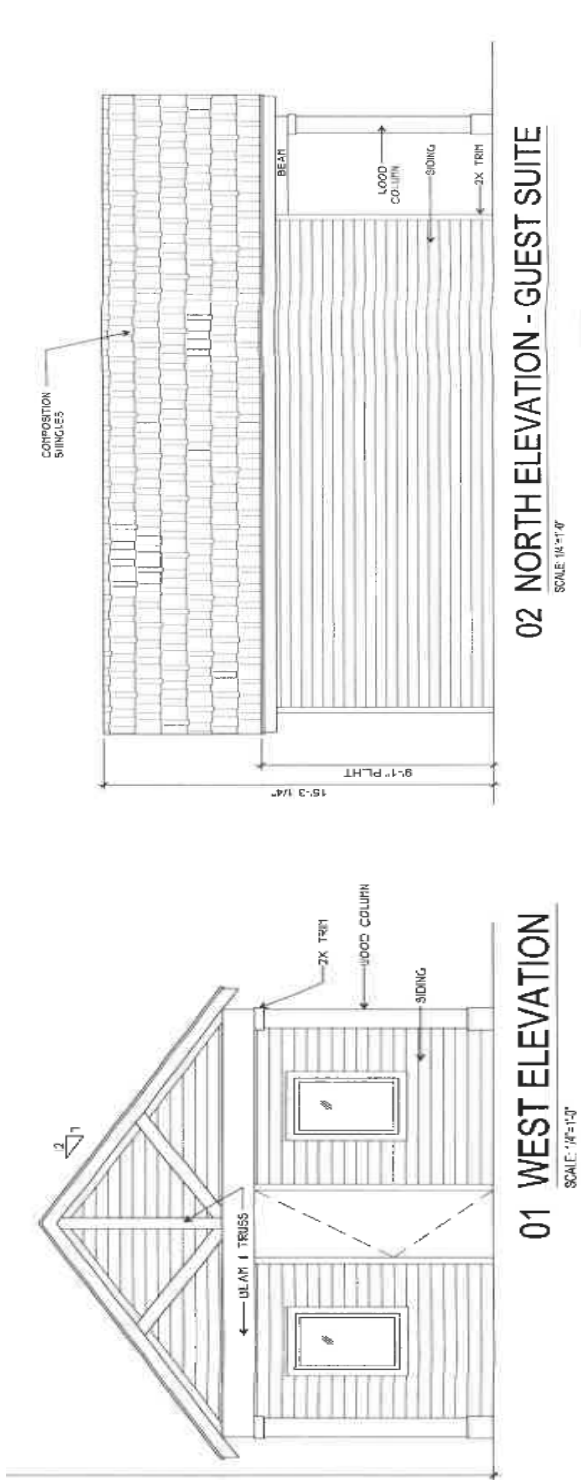 2X TRIM
WOOD COLUMN
BEAM & TRUSS
SIDING
01 WEST ELEVATION
SCALE: 1/4"=1'-0"
COMPOSITION
SHINGLES
15'-3 1/4"
9'-1" PL.HT
BEAM
WOOD
COLUMN
SIDING
2X TRIM
02 NORTH ELEVATION - GUEST SUITE
SCALE: 1/4"=1'-0"